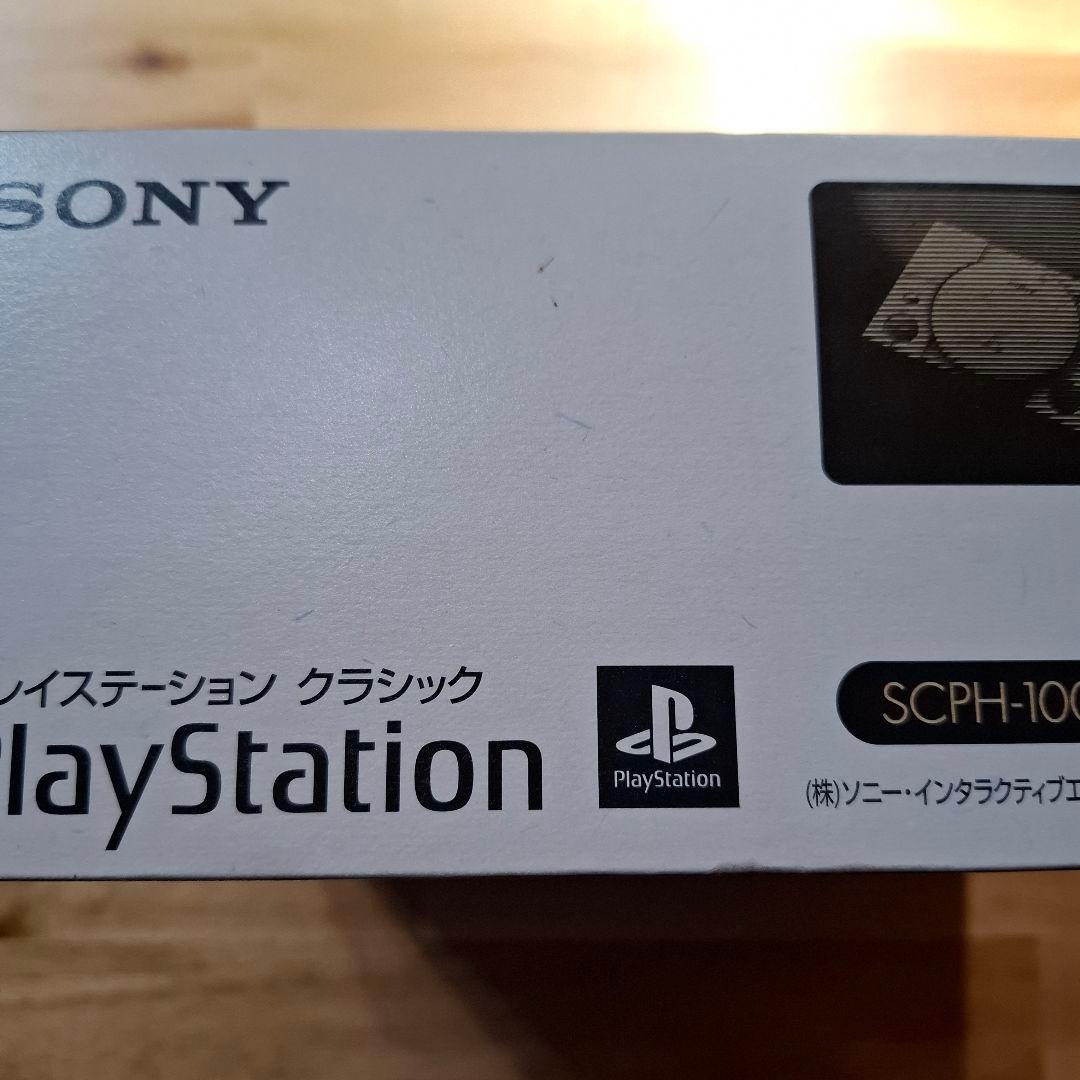 SONY
レイステーション クラシック
PlayStation
PlayStation
SCPH-100
(株)ソニー・インタラクティブエ